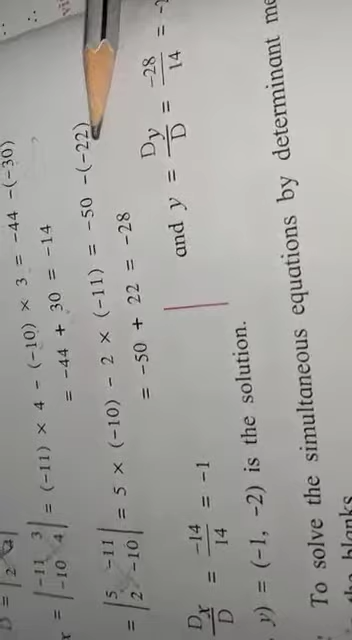 D = |
2 4|
x = |-11 3
-10 4| = (-11) × 4 - (-10) × 3 = -44 -(-30)
= -44 + 30 = -14
= |5 -11
2 -10| = 5 × (-10) - 2 × (-11) = -50 -(-22)
= -50 + 22 = -28
Dx/D = -14/14 = -1 and y = Dy/D = -28/14 = -2
y) = (-1, -2) is the solution.
To solve the simultaneous equations by determinant me
the blanks